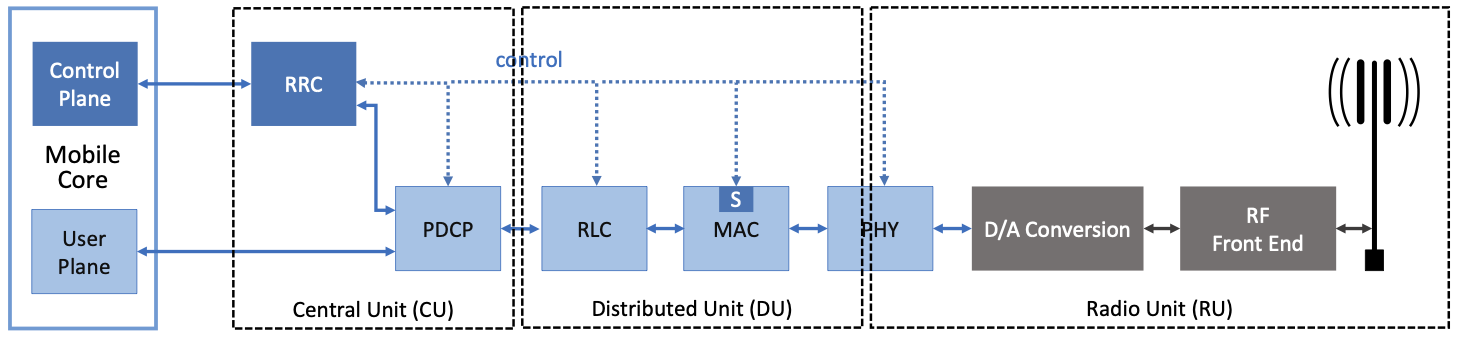 Control
Plane
Mobile
Core
User
Plane
RRC
control
PDCP
Central Unit (CU)
RLC
S
MAC
Distributed Unit (DU)
PHY
D/A Conversion
RF
Front End
Radio Unit (RU)